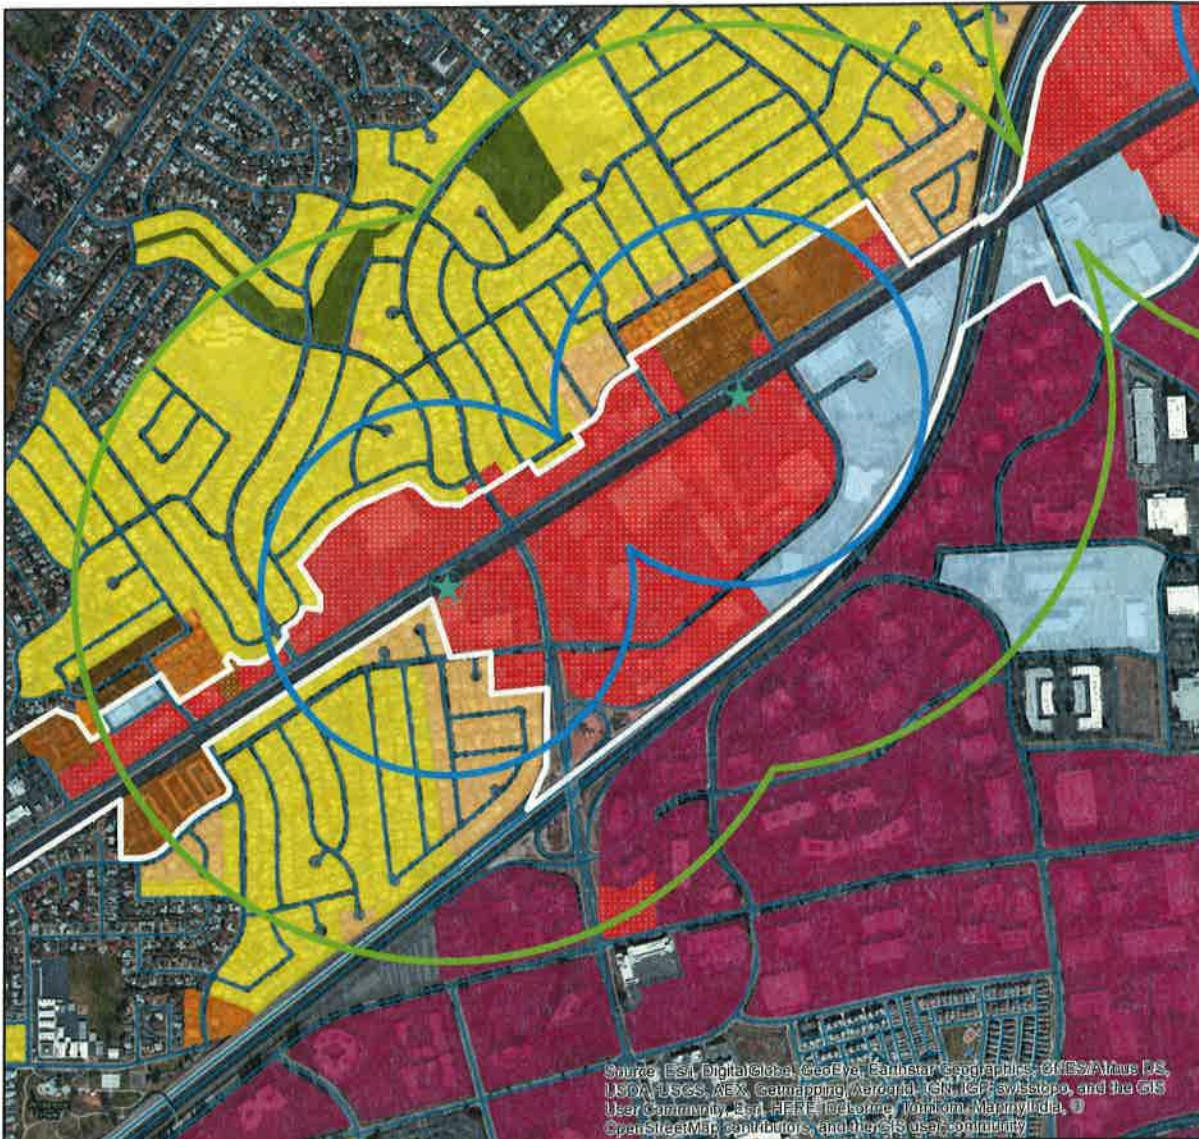 Source: Esri, DigitalGlobe, GeoEye, Earthstar Geographics, CNES/Airbus DS,
USDA, USGS, AEX, Getmapping, Aerogrid, IGN, IGP, swisstopo, and the GIS
User Community, Esri, HERE, DeLorme, TomTom, MapmyIndia, ©
OpenStreetMap contributors, and the GIS user community